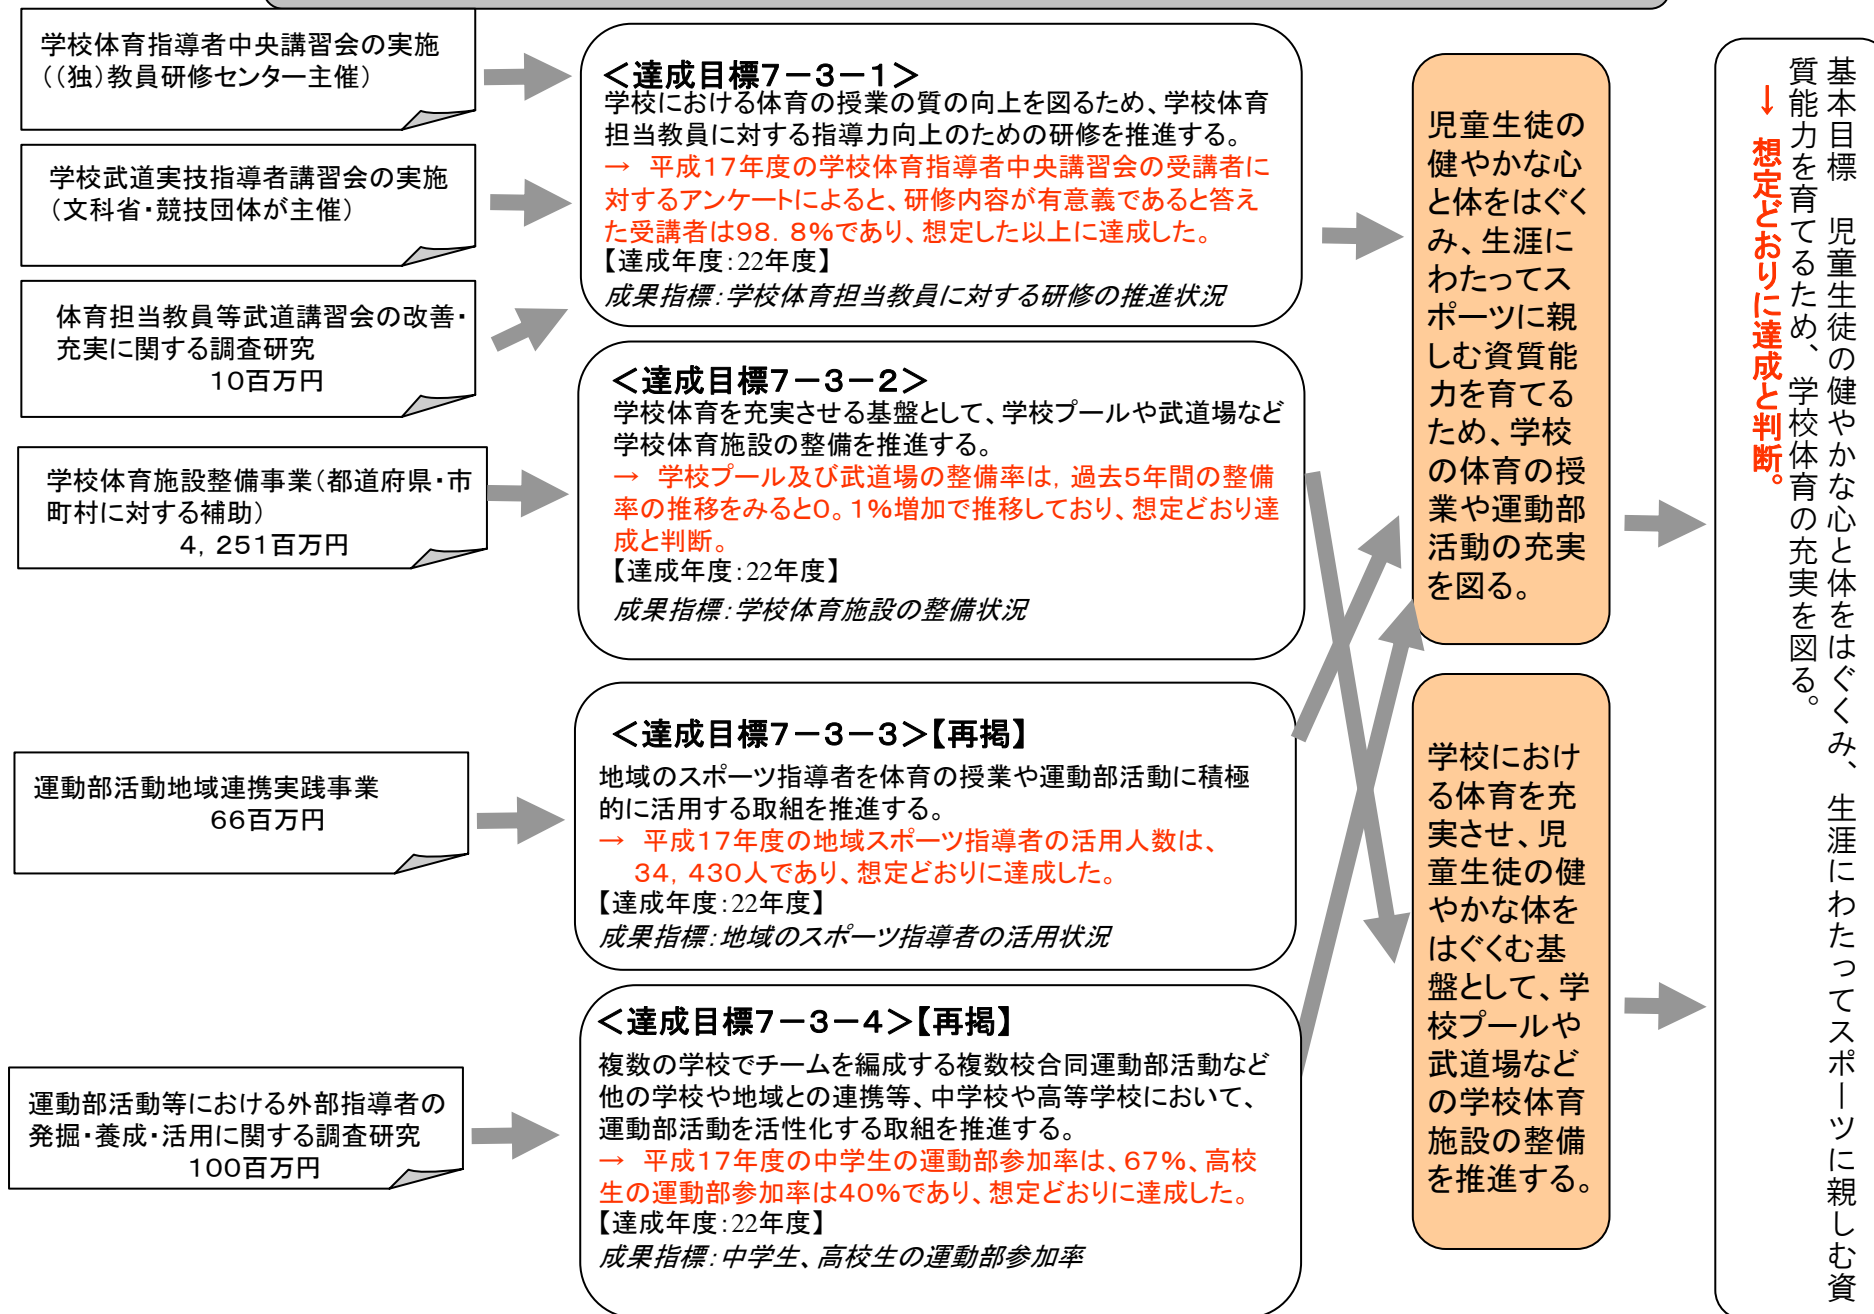 学校体育指導者中央講習会の実施
((独)教員研修センター主催)
学校武道実技指導者講習会の実施
(文科省・競技団体が主催)
体育担当教員等武道講習会の改善・
充実に関する調査研究
10百万円
学校体育施設整備事業(都道府県・市
町村に対する補助)
4,251百万円
運動部活動地域連携実践事業
66百万円
運動部活動等における外部指導者の
発掘・養成・活用に関する調査研究
100百万円
<達成目標7-3-1>
学校における体育の授業の質の向上を図るため、学校体育
担当教員に対する指導力向上のための研修を推進する。
→ 平成17年度の学校体育指導者中央講習会の受講者に
対するアンケートによると、研修内容が有意義であると答え
た受講者は98.8%であり、想定した以上に達成した。
【達成年度:22年度】
成果指標:学校体育担当教員に対する研修の推進状況
<達成目標7-3-2>
学校体育を充実させる基盤として、学校プールや武道場など
学校体育施設の整備を推進する。
→ 学校プール及び武道場の整備率は,過去5年間の整備
率の推移をみると0。1%増加で推移しており、想定どおり達
成と判断。
【達成年度:22年度】
成果指標:学校体育施設の整備状況
<達成目標7-3-3>【再掲】
地域のスポーツ指導者を体育の授業や運動部活動に積極
的に活用する取組を推進する。
→ 平成17年度の地域スポーツ指導者の活用人数は、
34,430人であり、想定どおりに達成した。
【達成年度:22年度】
成果指標:地域のスポーツ指導者の活用状況
<達成目標7-3-4>【再掲】
複数の学校でチームを編成する複数校合同運動部活動など
他の学校や地域との連携等、中学校や高等学校において、
運動部活動を活性化する取組を推進する。
→ 平成17年度の中学生の運動部参加率は、67%、高校
生の運動部参加率は40%であり、想定どおりに達成した。
【達成年度:22年度】
成果指標:中学生、高校生の運動部参加率
児童生徒の
健やかな心
と体をはぐく
み、生涯に
わたってス
ポーツに親
しむ資質能
力を育てる
ため、学校
の体育の授
業や運動部
活動の充実
を図る。
学校におけ
る体育を充
実させ、児
童生徒の健
やかな体を
はぐくむ基
盤として、学
校プールや
武道場など
の学校体育
施設の整備
を推進する。
基本目標 児童生徒の健やかな心と体をはぐくみ、生涯にわたってスポーツに親しむ資
質能力を育てるため、学校体育の充実を図る。
→ 想定どおりに達成と判断。